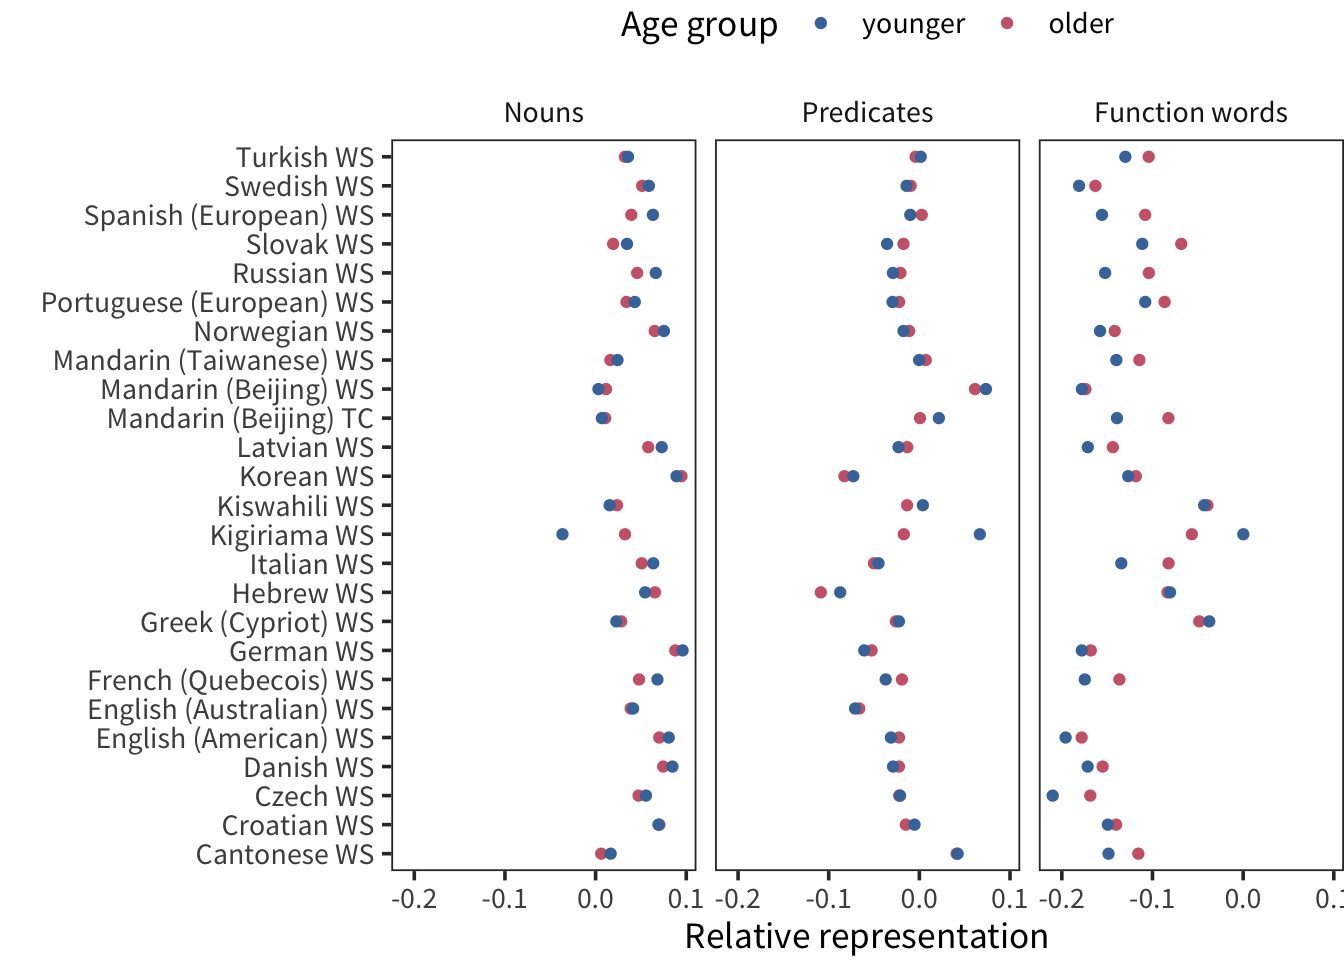 Age group younger older
Nouns Predicates Function words
Turkish WS
Swedish WS
Spanish (European) WS
Slovak WS
Russian WS
Portuguese (European) WS
Norwegian WS
Mandarin (Taiwanese) WS
Mandarin (Beijing) WS
Mandarin (Beijing) TC
Latvian WS
Korean WS
Kiswahili WS
Kigiriama WS
Italian WS
Hebrew WS
Greek (Cypriot) WS
German WS
French (Quebecois) WS
English (Australian) WS
English (American) WS
Danish WS
Czech WS
Croatian WS
Cantonese WS
-0.2 -0.1 0.0 0.1 -0.2 -0.1 0.0 0.1 -0.2 -0.1 0.0 0.1
Relative representation